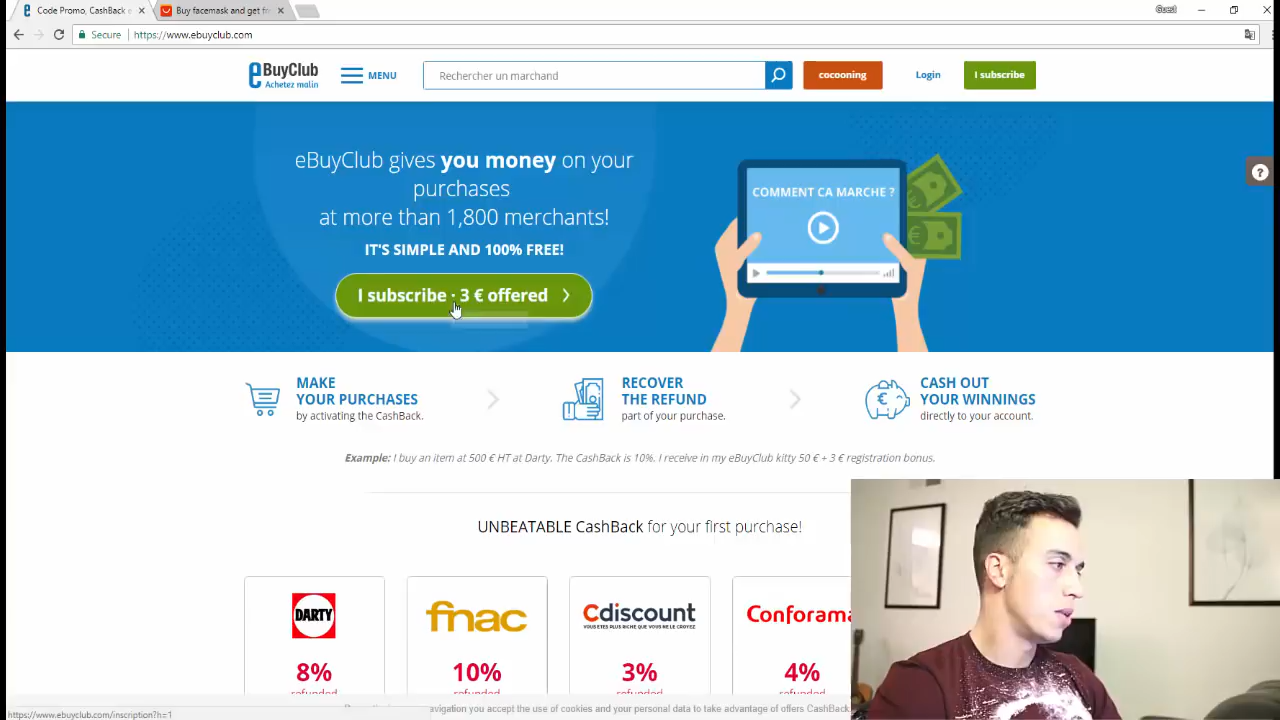 Code Promo, CashBack e
Buy facemask and get fo
Guest
Secure
https://www.ebuyclub.com
eBuyClub
Achetez malin
MENU
Rechercher un marchand
cocooning
Login
I subscribe
eBuyClub gives you money on your
purchases
at more than 1,800 merchants!
IT'S SIMPLE AND 100% FREE!
I subscribe · 3 € offered
COMMENT CA MARCHE ?
?
MAKE
YOUR PURCHASES
by activating the CashBack.
RECOVER
THE REFUND
part of your purchase.
CASH OUT
YOUR WINNINGS
directly to your account.
Example: I buy an item at 500 € HT at Darty. The CashBack is 10%. I receive in my eBuyClub kitty 50 € + 3 € registration bonus.
UNBEATABLE CashBack for your first purchase!
DARTY
fnac
Cdiscount
VOUS ETES PLUS RICHE QUE VOUS NE LE CROYEZ
Conforama
8%
10%
3%
4%
refunded
refunded
refunded
refunded
navigation you accept the use of cookies and your personal data to take advantage of offers CashBack
https://www.ebuyclub.com/inscription?h=1